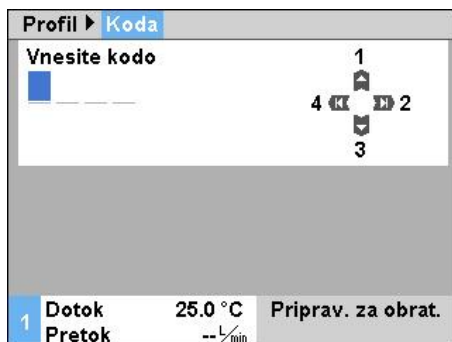 Profil ▶ Koda
Vnesite kodo
1
4 2
3
1
Dotok 25.0 °C Priprav. za obrat.
Pretok -- L/min